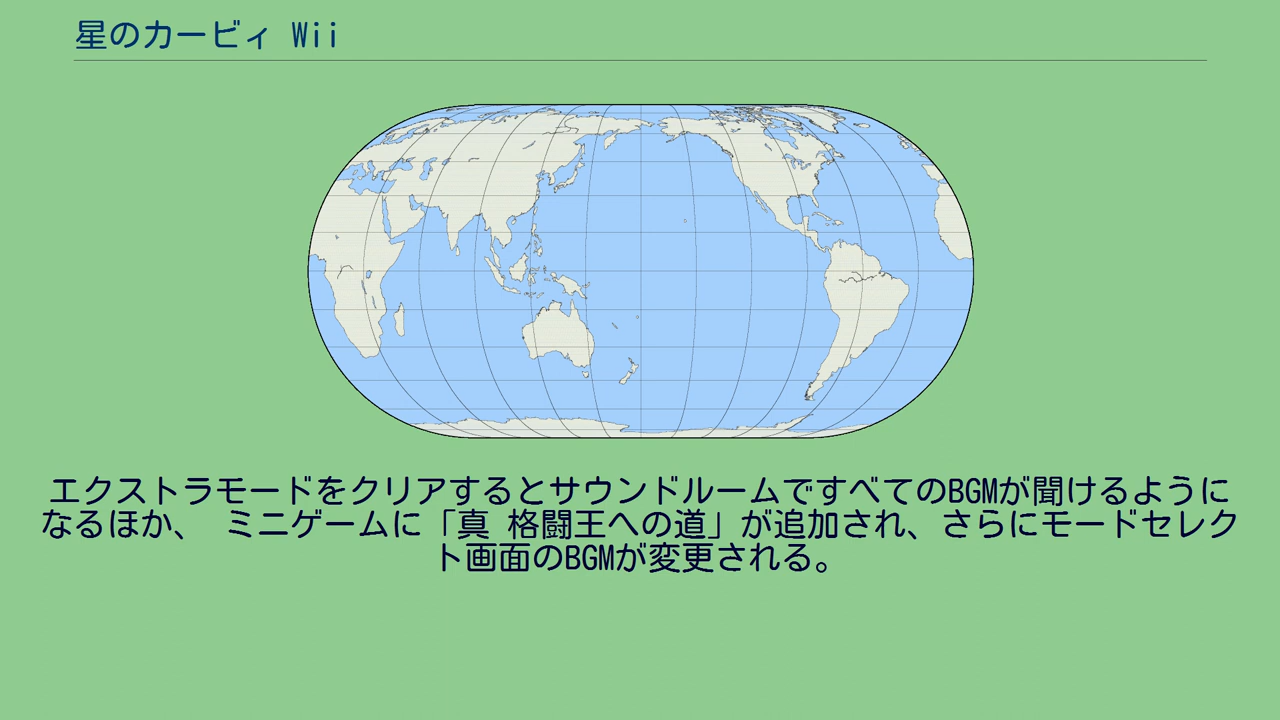 星のカービィ Wii
エクストラモードをクリアするとサウンドルームですべてのBGMが聞けるように
なるほか、 ミニゲームに「真 格闘王への道」が追加され、さらにモードセレク
ト画面のBGMが変更される。